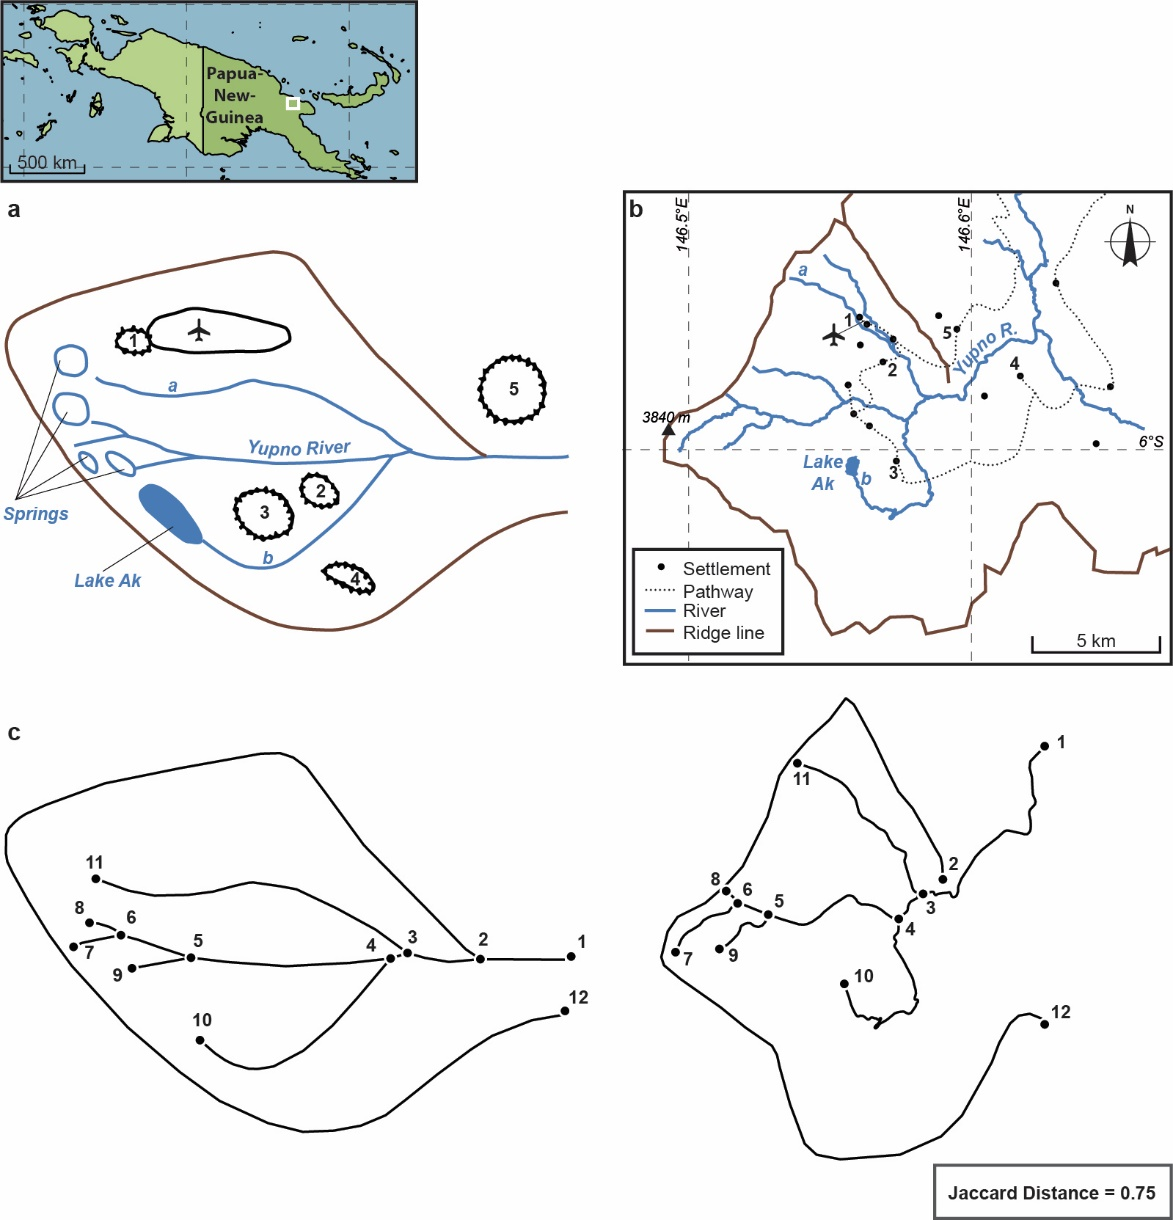 Papua-
New-
Guinea
500 km
a
1
5
a
Yupno River
2
3
Springs
b
4
Lake Ak
b
146.5°E
146.6°E
N
a
1
5
Yupno R.
2
4
3840 m
6°S
Lake
Ak
b
3
Settlement
Pathway
River
Ridge line
5 km
c
11
8
6
7
5
9
4
3
2
1
12
10
1
11
2
8
6
5
3
4
7
9
10
12
Jaccard Distance = 0.75